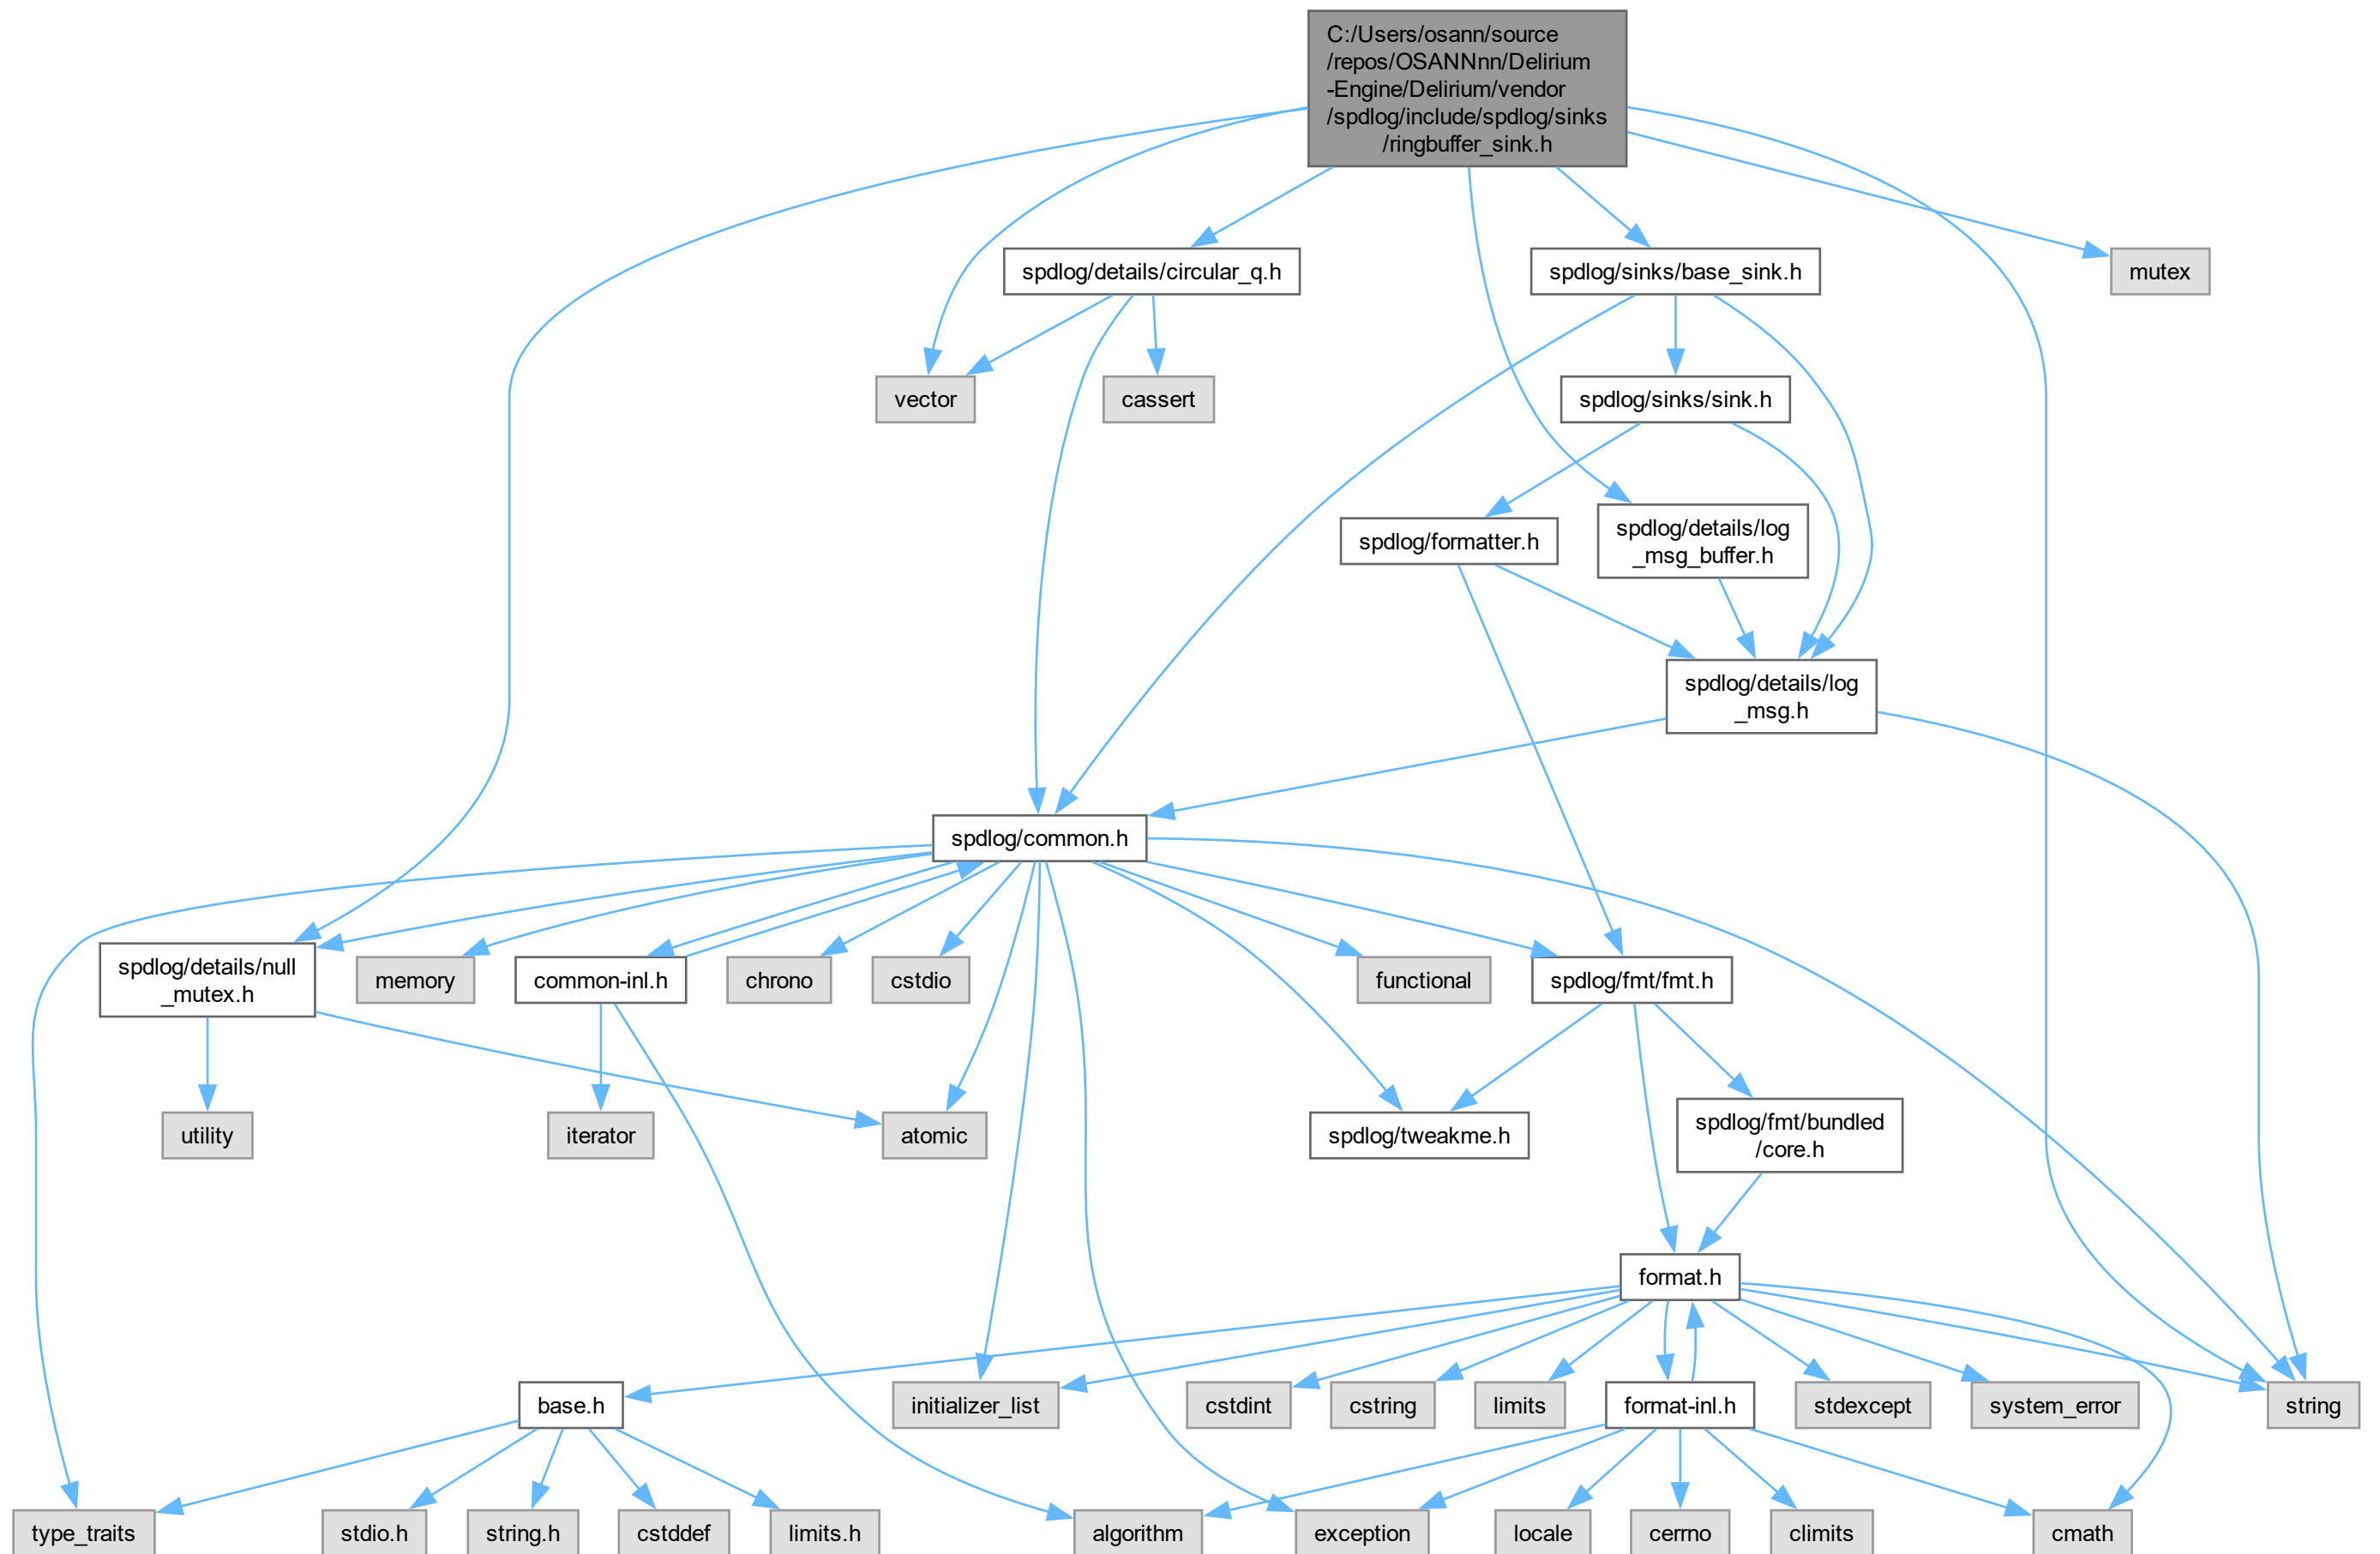 C:/Users/osann/source
/repos/OSANNnn/Delirium
-Engine/Delirium/vendor
/spdlog/include/spdlog/sinks
/ringbuffer_sink.h
spdlog/details/circular_q.h
spdlog/sinks/base_sink.h
mutex
vector
cassert
spdlog/sinks/sink.h
spdlog/formatter.h
spdlog/details/log
_msg_buffer.h
spdlog/details/log
_msg.h
spdlog/common.h
spdlog/details/null
_mutex.h
memory
common-inl.h
chrono
cstdio
functional
spdlog/fmt/fmt.h
utility
iterator
atomic
spdlog/tweakme.h
spdlog/fmt/bundled
/core.h
format.h
base.h
initializer_list
cstdint
cstring
limits
format-inl.h
stdexcept
system_error
string
type_traits
stdio.h
string.h
cstddef
limits.h
algorithm
exception
locale
cerrno
climits
cmath